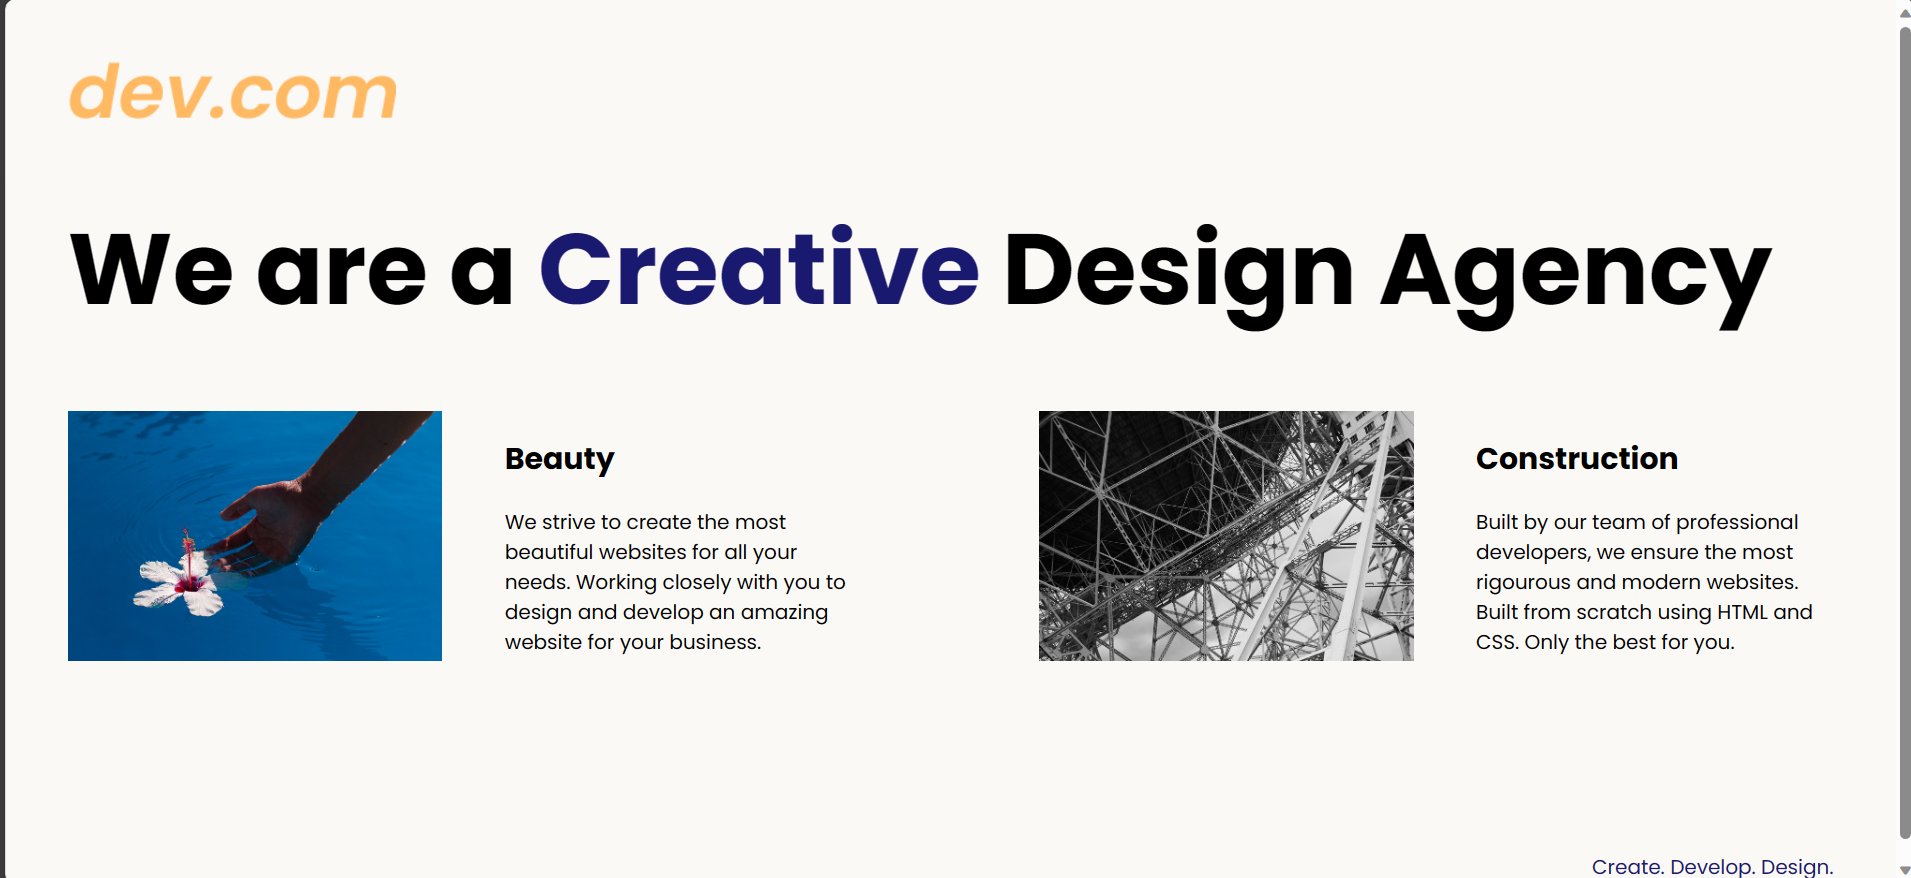 dev.com
We are a Creative Design Agency
Beauty
We strive to create the most
beautiful websites for all your
needs. Working closely with you to
design and develop an amazing
website for your business.
Construction
Built by our team of professional
developers, we ensure the most
rigourous and modern websites.
Built from scratch using HTML and
CSS. Only the best for you.
Create. Develop. Design.